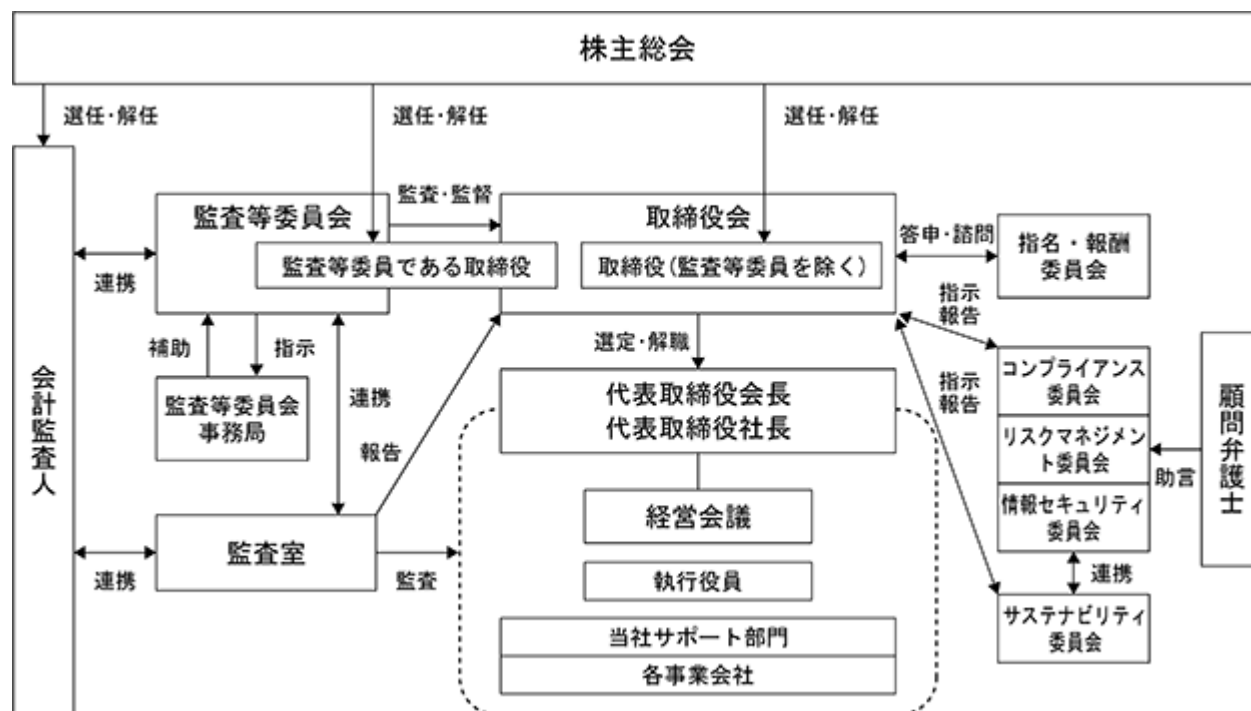 株主総会
選任・解任
選任・解任
選任・解任
監査・監督
監査等委員会
取締役会
答申・諮問
指名・報酬
委員会
監査等委員である取締役
取締役(監査等委員を除く)
連携
指示
報告
補助
指示
選定・解職
連携
指示
報告
コンプライアンス
委員会
会計監査人
監査等委員会
事務局
代表取締役会長
代表取締役社長
顧問弁護士
リスクマネジメン
ト委員会
報告
助言
経営会議
情報セキュリティ
委員会
監査室
連携
監査
連携
執行役員
サステナビリティ
委員会
当社サポート部門
各事業会社